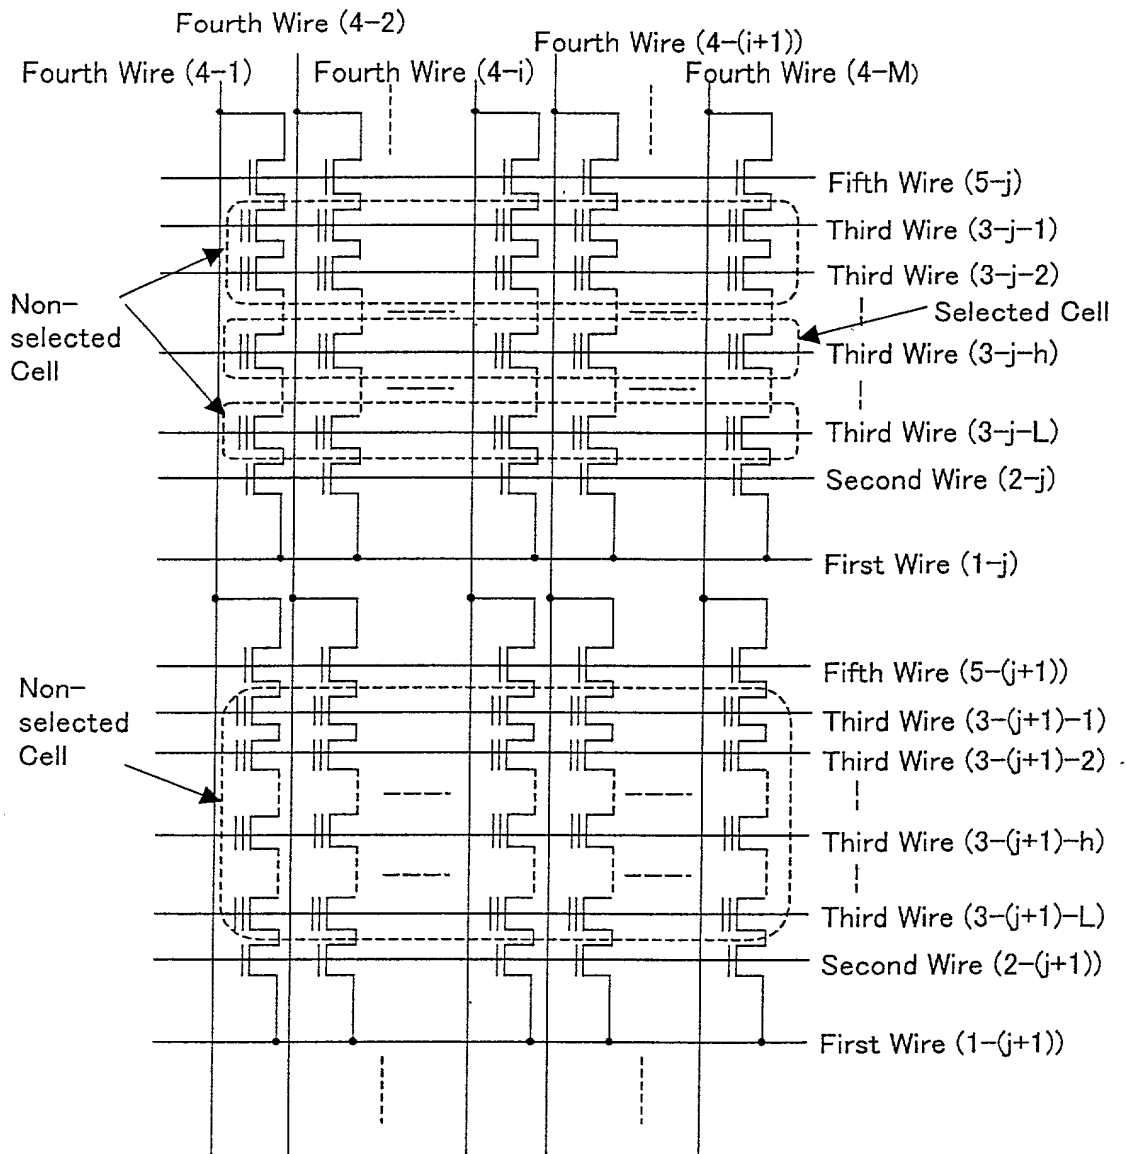 Fourth Wire (4-2)
Fourth Wire (4-(i+1))
Fourth Wire (4-1)
Fourth Wire (4-i)
Fourth Wire (4-M)
Fifth Wire (5-j)
Third Wire (3-j-1)
Third Wire (3-j-2)
Non-
selected
Cell
Selected Cell
Third Wire (3-j-h)
Third Wire (3-j-L)
Second Wire (2-j)
First Wire (1-j)
Fifth Wire (5-(j+1))
Non-
selected
Cell
Third Wire (3-(j+1)-1)
Third Wire (3-(j+1)-2)
Third Wire (3-(j+1)-h)
Third Wire (3-(j+1)-L)
Second Wire (2-(j+1))
First Wire (1-(j+1))